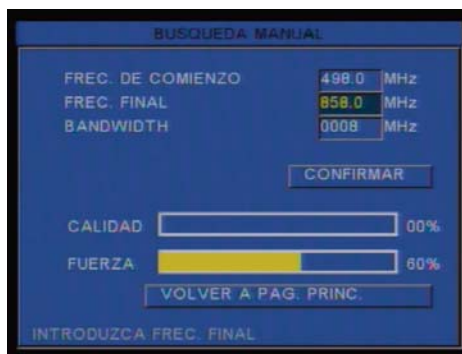 BUSQUEDA MANUAL
FREC. DE COMIENZO 498.0 MHz
FREC. FINAL 858.0 MHz
BANDWIDTH 0008 MHz
CONFIRMAR
CALIDAD 00%
FUERZA 60%
VOLVER A PAG. PRINC.
INTRODUZCA FREC. FINAL